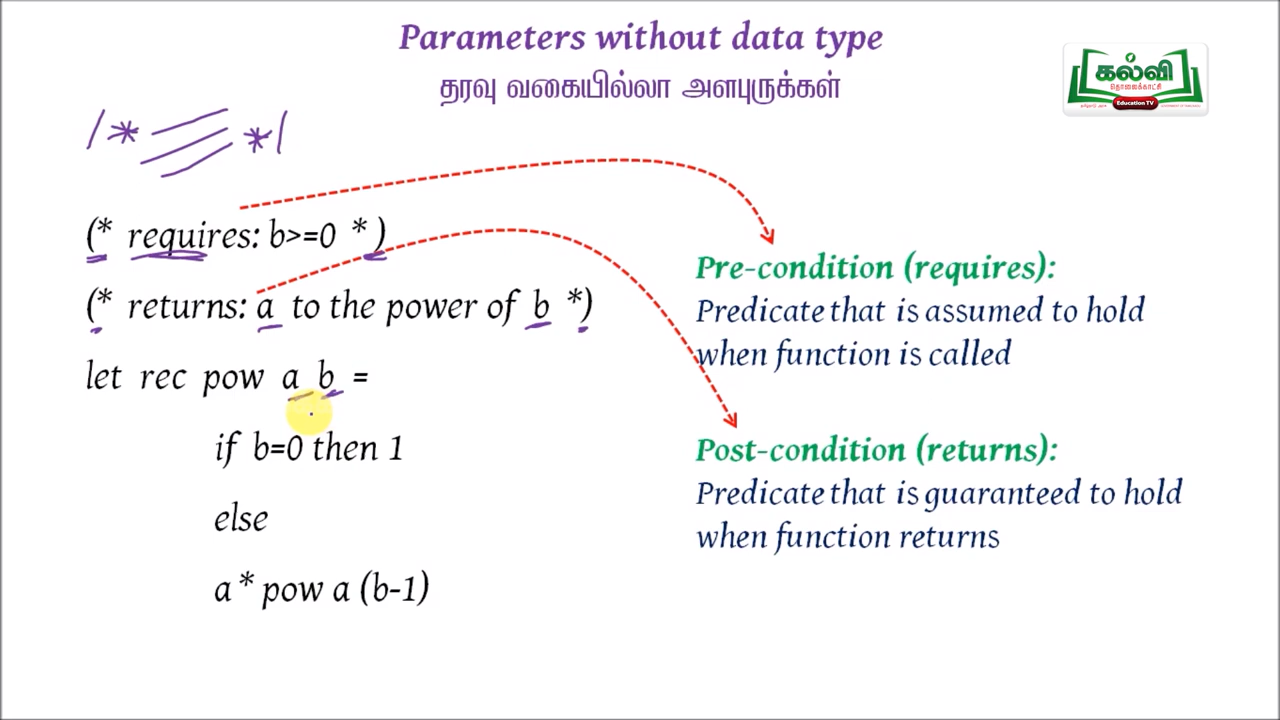 Parameters without data type
தரவு வகையில்லா அளபுருக்கள்
கல்வி
தொலைக்காட்சி
Education TV
/* */
(* requires: b>=0 *)
(* returns: a to the power of b *)
let rec pow a b =
if b=0 then 1
else
a * pow a (b-1)
Pre-condition (requires):
Predicate that is assumed to hold
when function is called
Post-condition (returns):
Predicate that is guaranteed to hold
when function returns